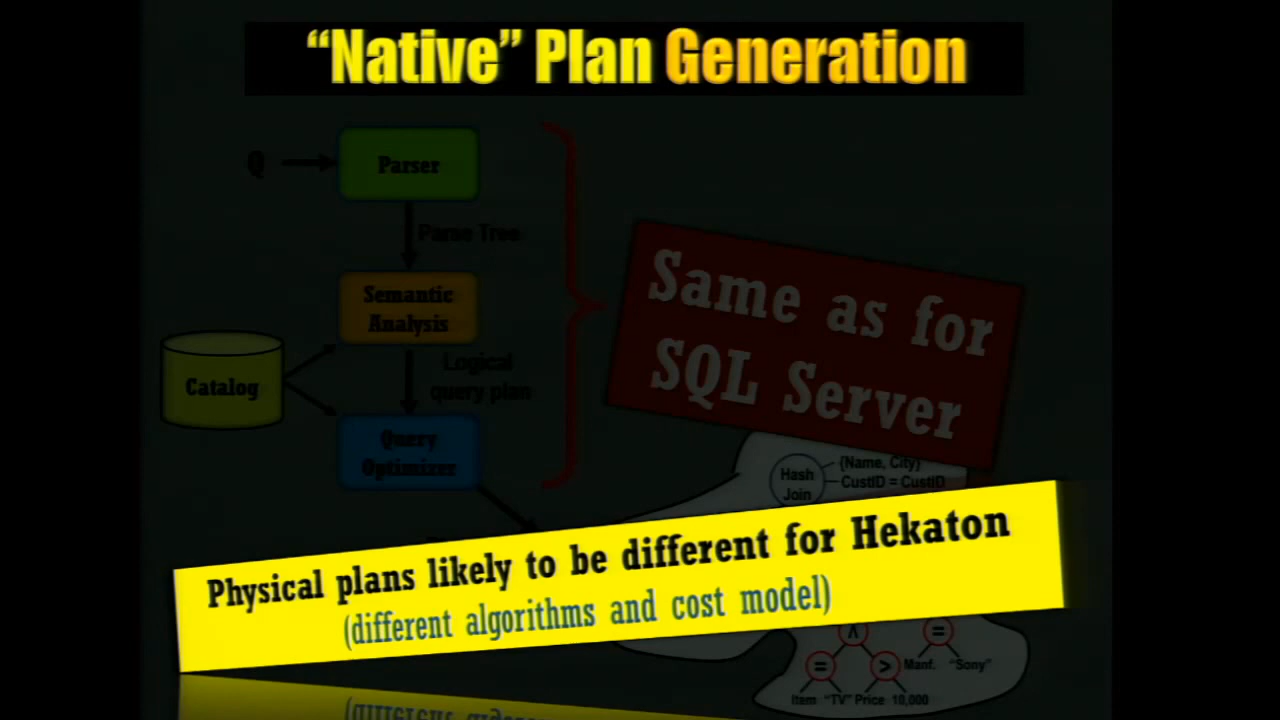 “Native” Plan Generation
Q
Parser
Parse Tree
Semantic
Analysis
Logical
query plan
Catalog
Query
Optimizer
Same as for
SQL Server
Hash
Join
{Name, City}
CustID = CustID
Physical plans likely to be different for Hekaton
(different algorithms and cost model)
^
=
=
>
Manf.
“Sony”
Item
“TV”
Price
10,000